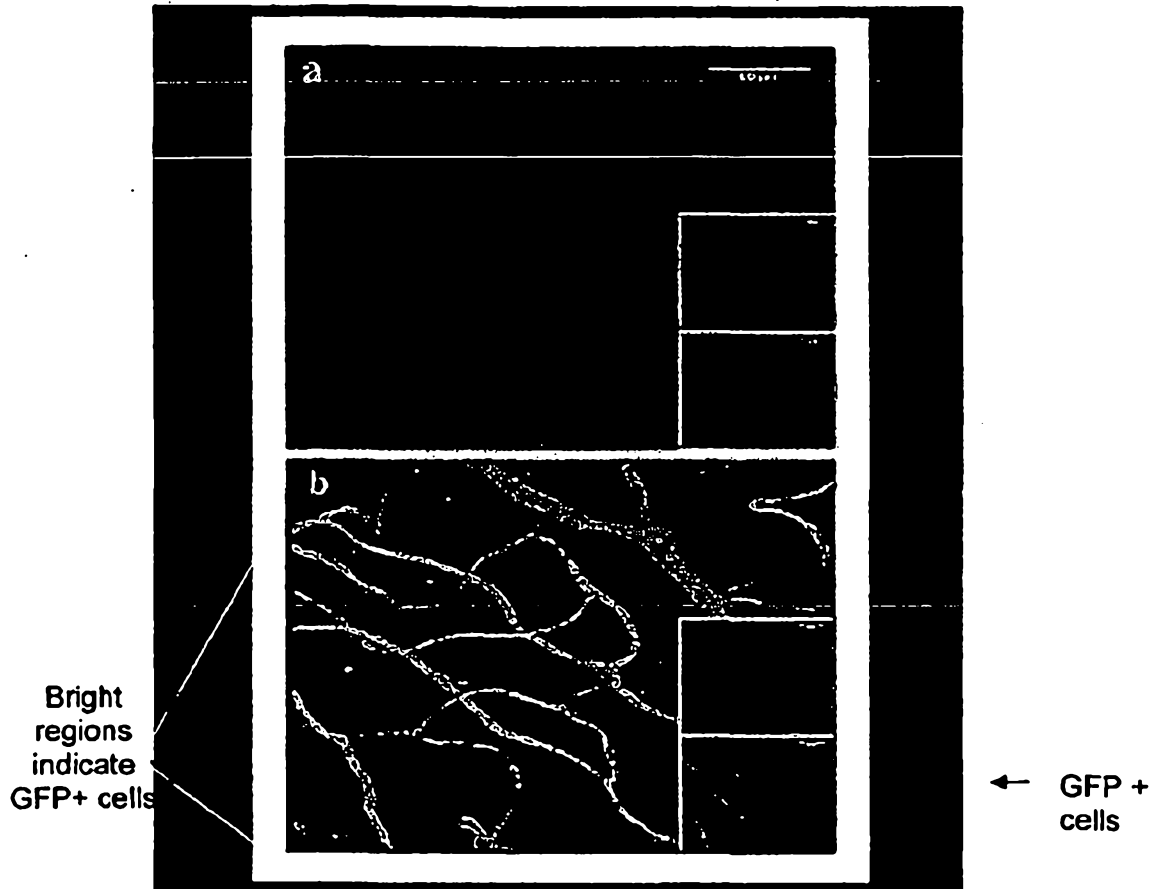 a
b
Bright
regions
indicate
GFP+ cells
GFP +
cells